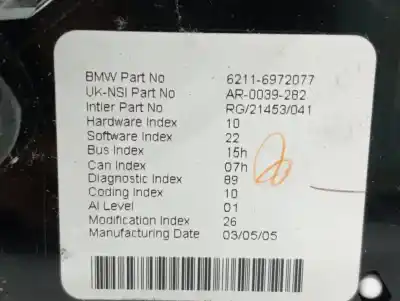 BMW Part No 6211-6972077
UK-NSI Part No AR-0039-282
Intier Part No RG/21453/041
Hardware Index 10
Software Index 22
Bus Index 15h
Can Index 07h
Diagnostic Index 89
Coding Index 10
AI Level 01
Modification Index 26
Manufacturing Date 03/05/05